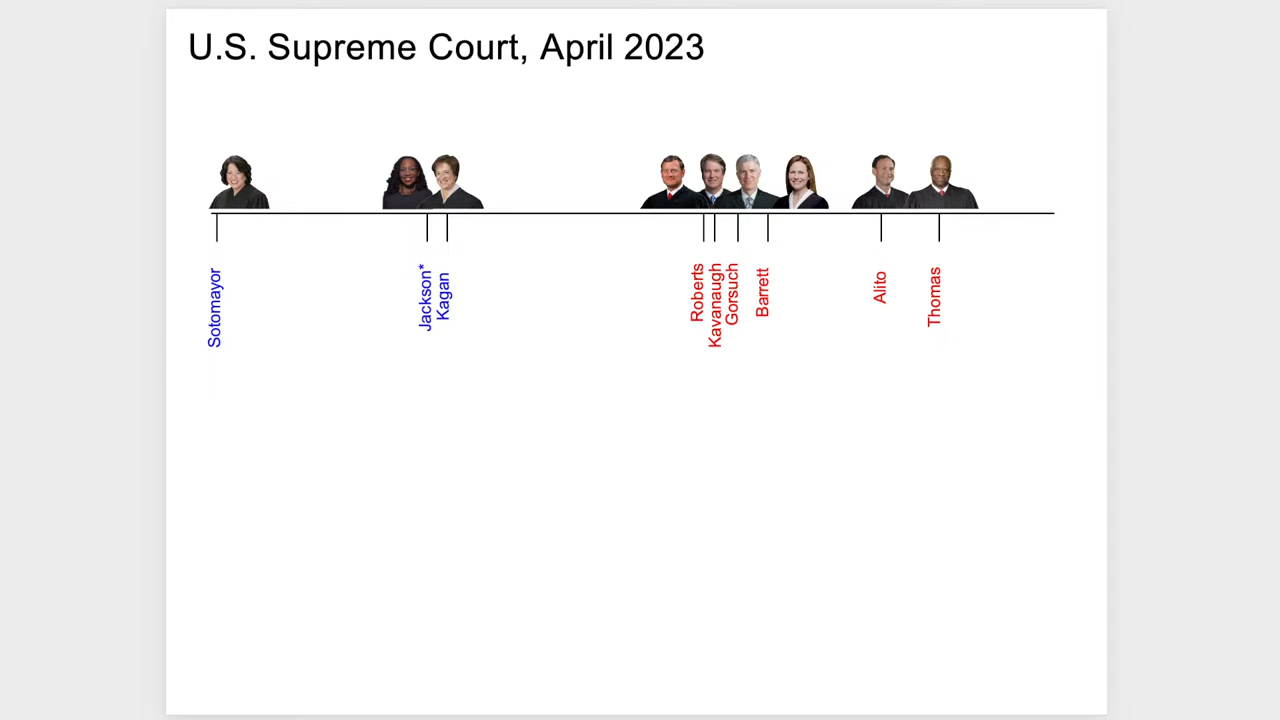 U.S. Supreme Court, April 2023
Sotomayor
Jackson*
Kagan
Roberts
Kavanaugh
Gorsuch
Barrett
Alito
Thomas